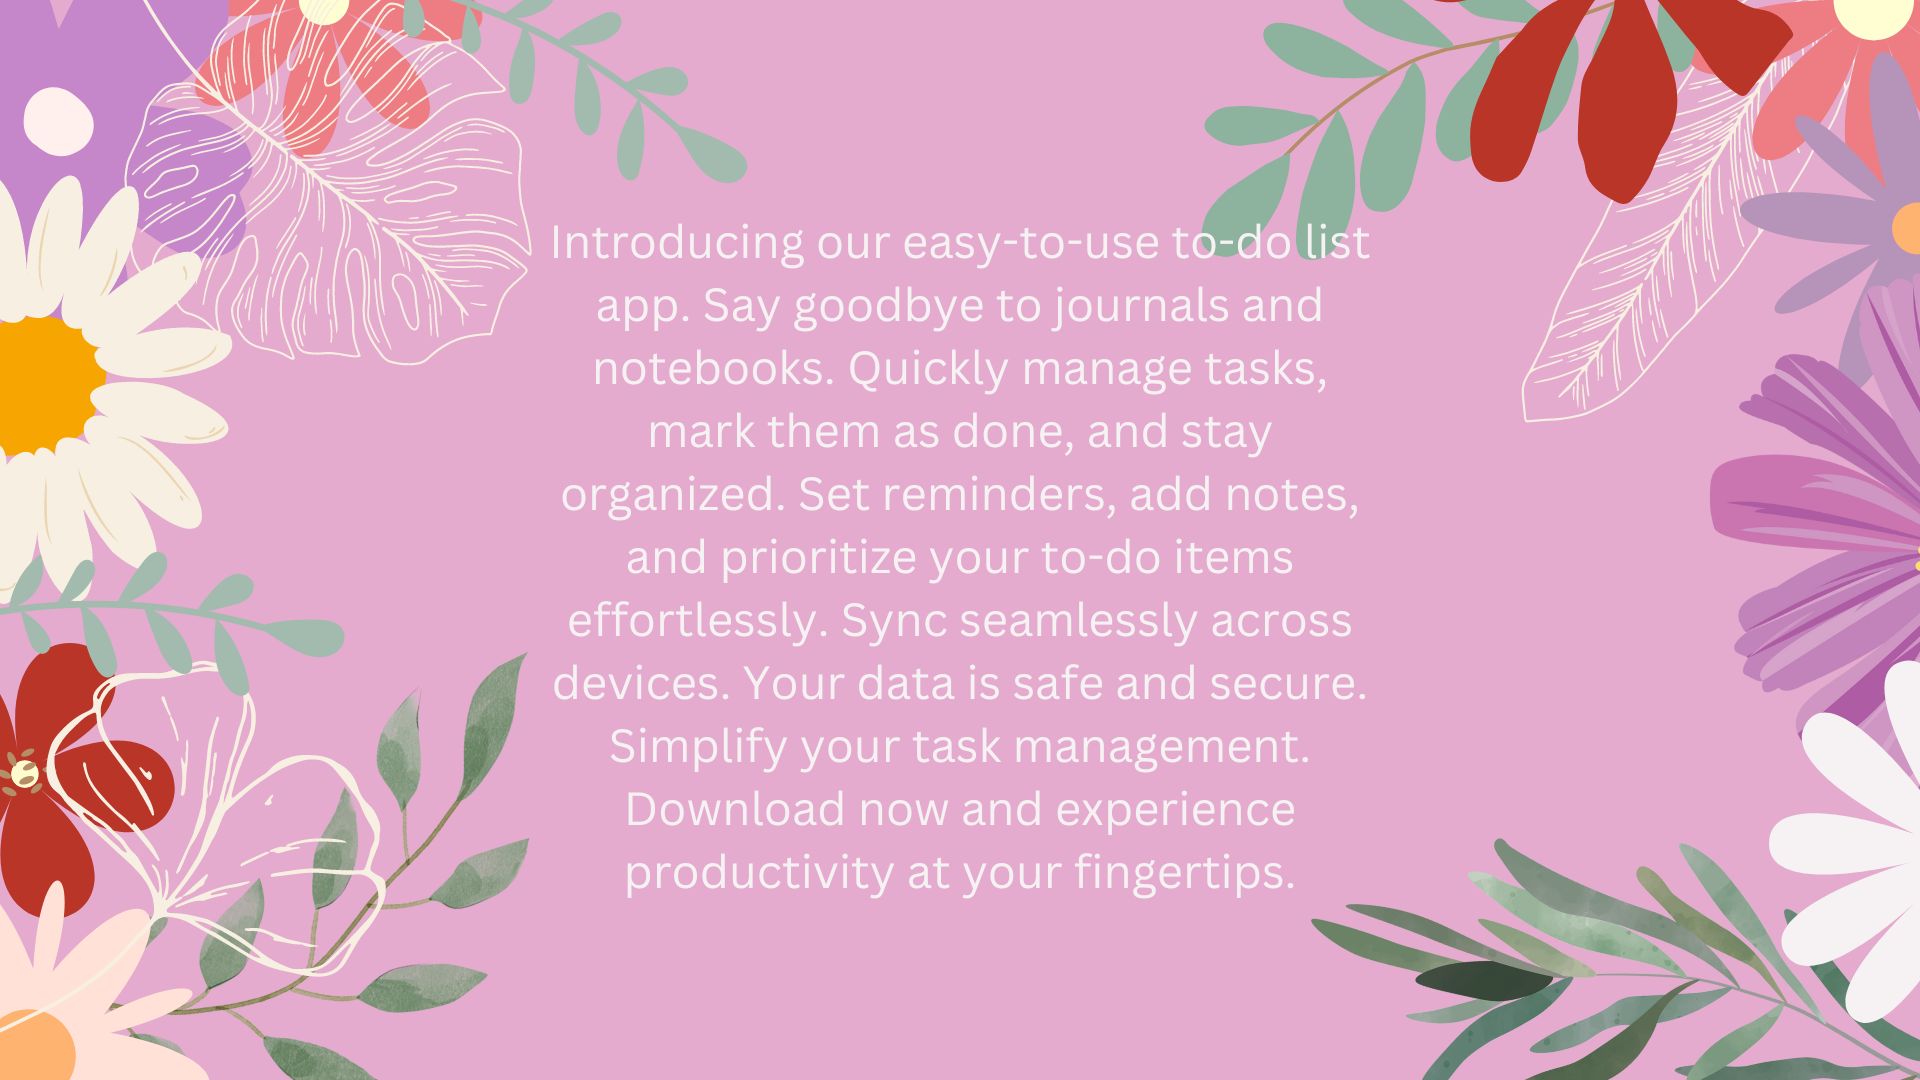 Introducing our easy-to-use to-do list
app. Say goodbye to journals and
notebooks. Quickly manage tasks,
mark them as done, and stay
organized. Set reminders, add notes,
and prioritize your to-do items
effortlessly. Sync seamlessly across
devices. Your data is safe and secure.
Simplify your task management.
Download now and experience
productivity at your fingertips.